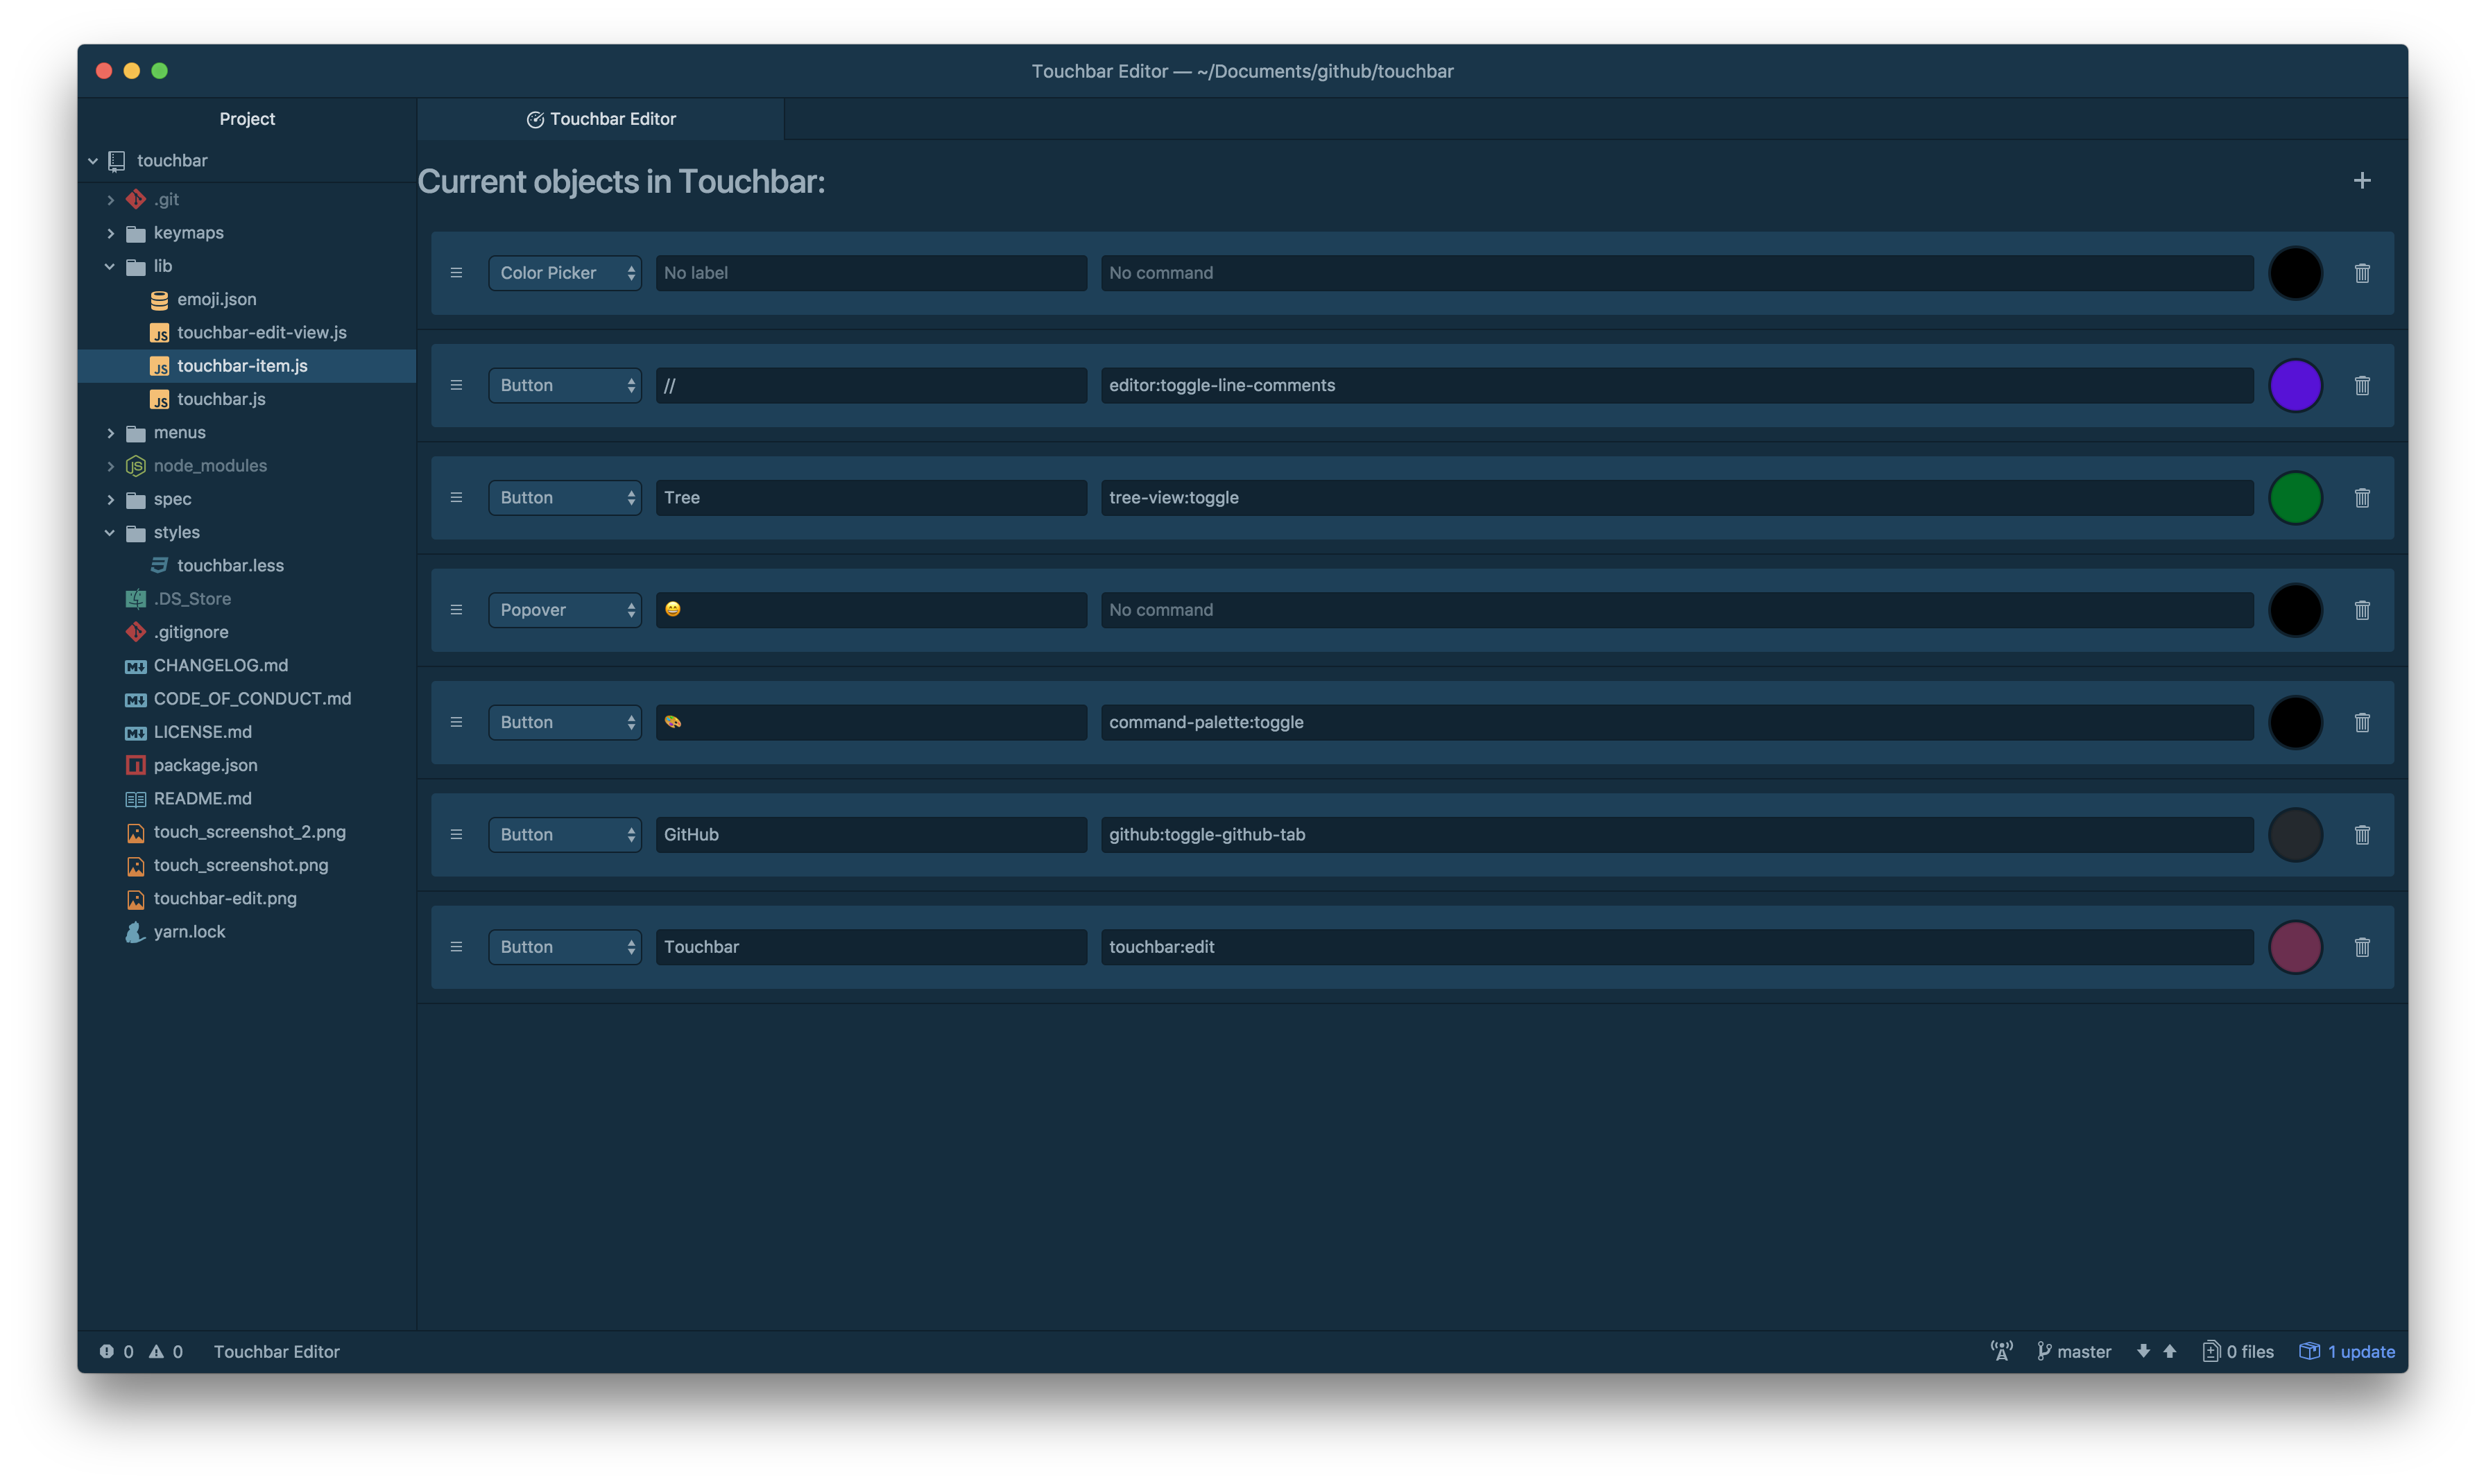 Touchbar Editor — ~/Documents/github/touchbar
Project
touchbar
.git
keymaps
lib
emoji.json
touchbar-edit-view.js
touchbar-item.js
touchbar.js
menus
node_modules
spec
styles
touchbar.less
.DS_Store
.gitignore
CHANGELOG.md
CODE_OF_CONDUCT.md
LICENSE.md
package.json
README.md
touch_screenshot_2.png
touch_screenshot.png
touchbar-edit.png
yarn.lock
Touchbar Editor
Current objects in Touchbar: +
Color Picker No label No command
Button // editor:toggle-line-comments
Button Tree tree-view:toggle
Popover 😄 No command
Button 🎨 command-palette:toggle
Button GitHub github:toggle-github-tab
Button Touchbar touchbar:edit
0 0 Touchbar Editor master 0 files 1 update